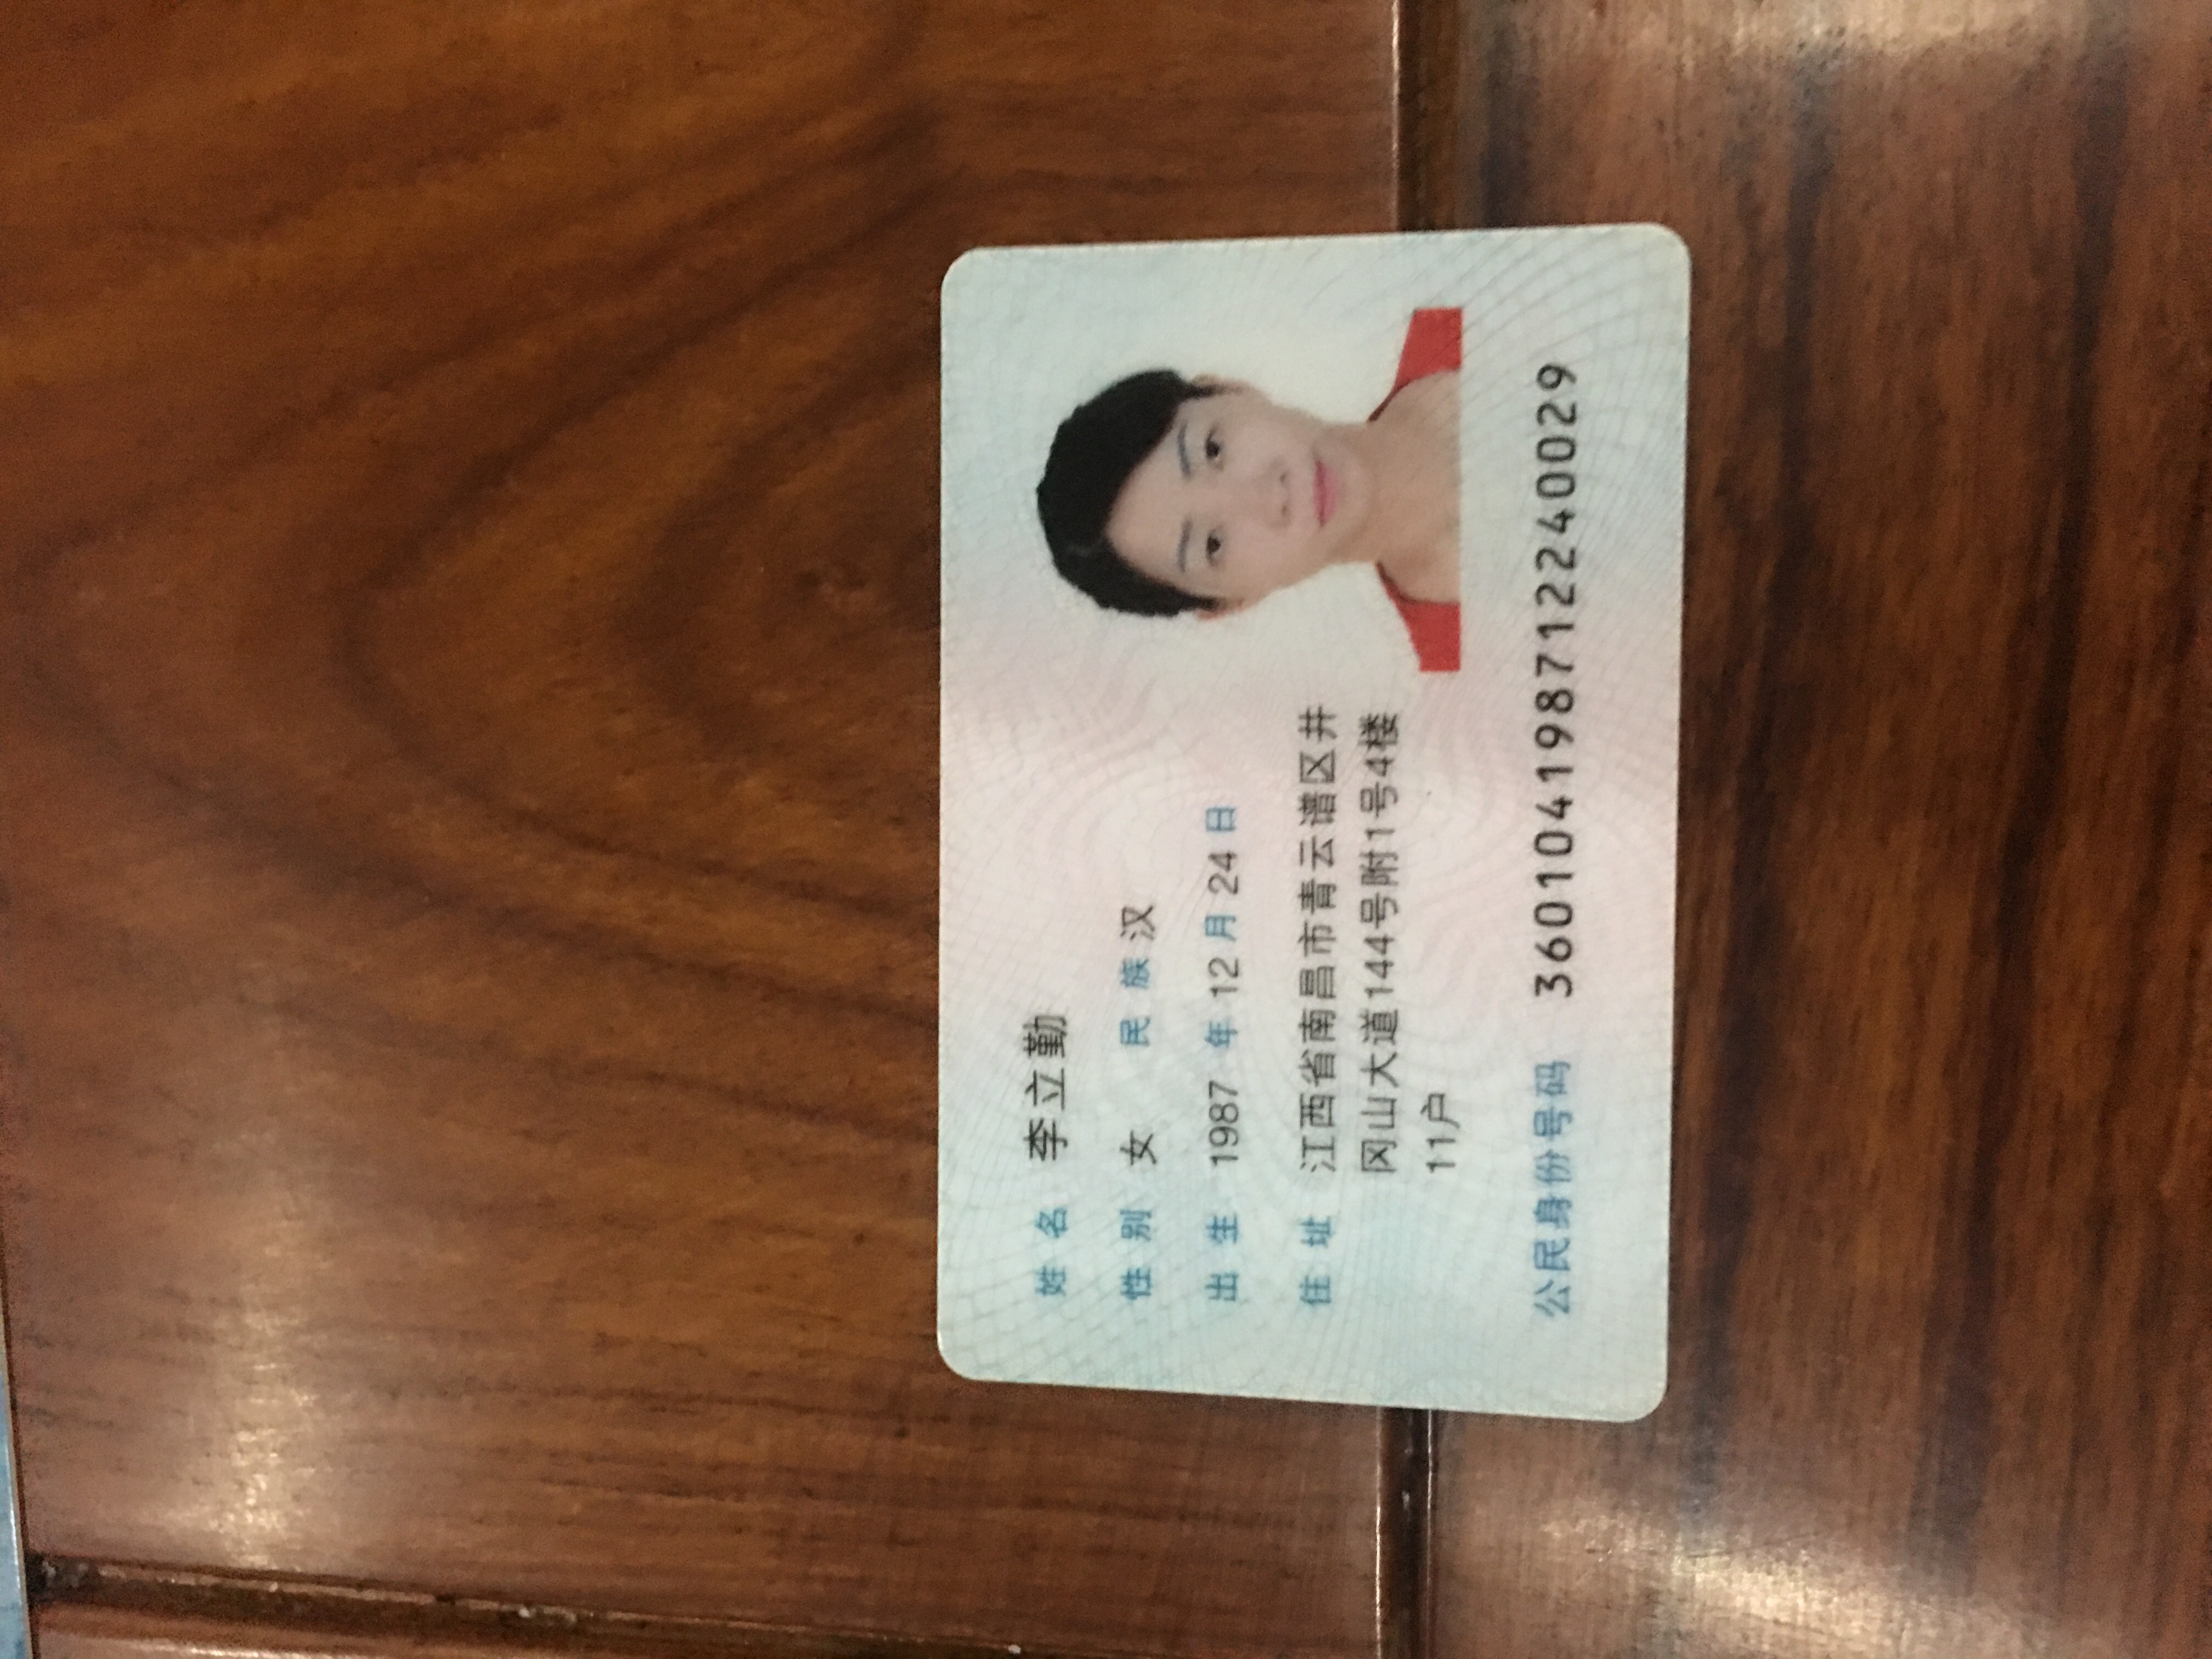 姓名 李立勤
性别 女 民族 汉
出生 1987 年 12 月 24 日
住址 江西省南昌市青云谱区井
冈山大道144号附1号4楼
11户
公民身份号码 360104198712240029